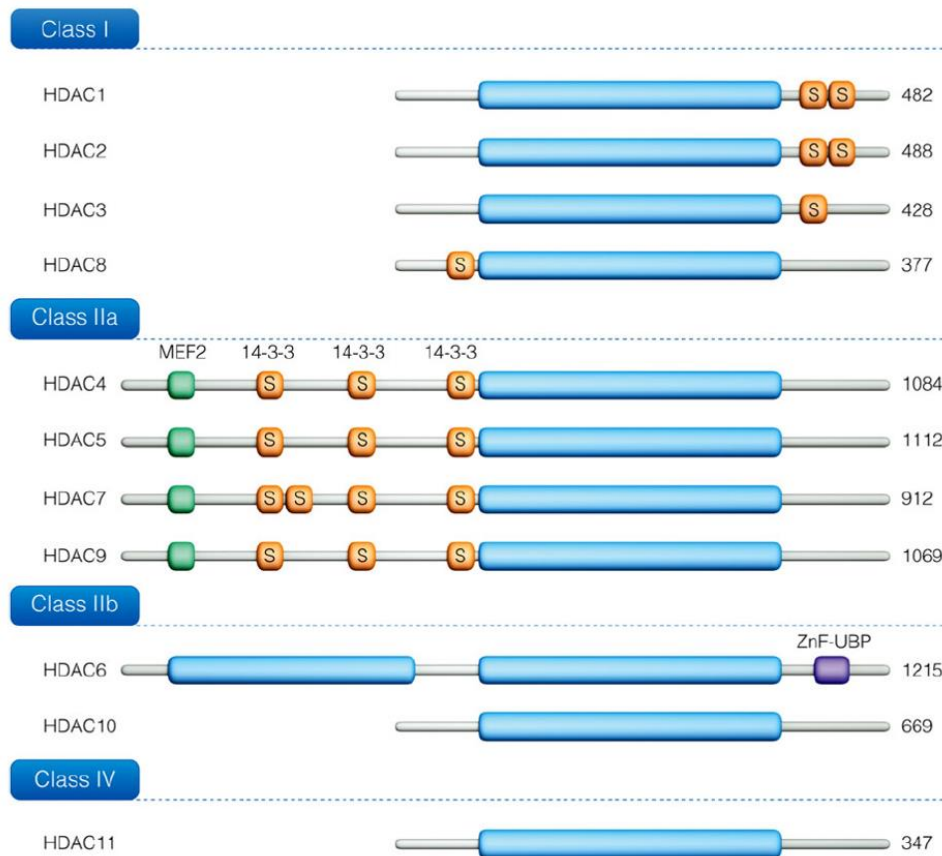 Class I
HDAC1 S S 482
HDAC2 S S 488
HDAC3 S 428
HDAC8 S 377
Class IIa
MEF2 14-3-3 14-3-3 14-3-3
HDAC4 S S S 1084
HDAC5 S S S 1112
HDAC7 S S S S 912
HDAC9 S S S 1069
Class IIb
ZnF-UBP
HDAC6 1215
HDAC10 669
Class IV
HDAC11 347